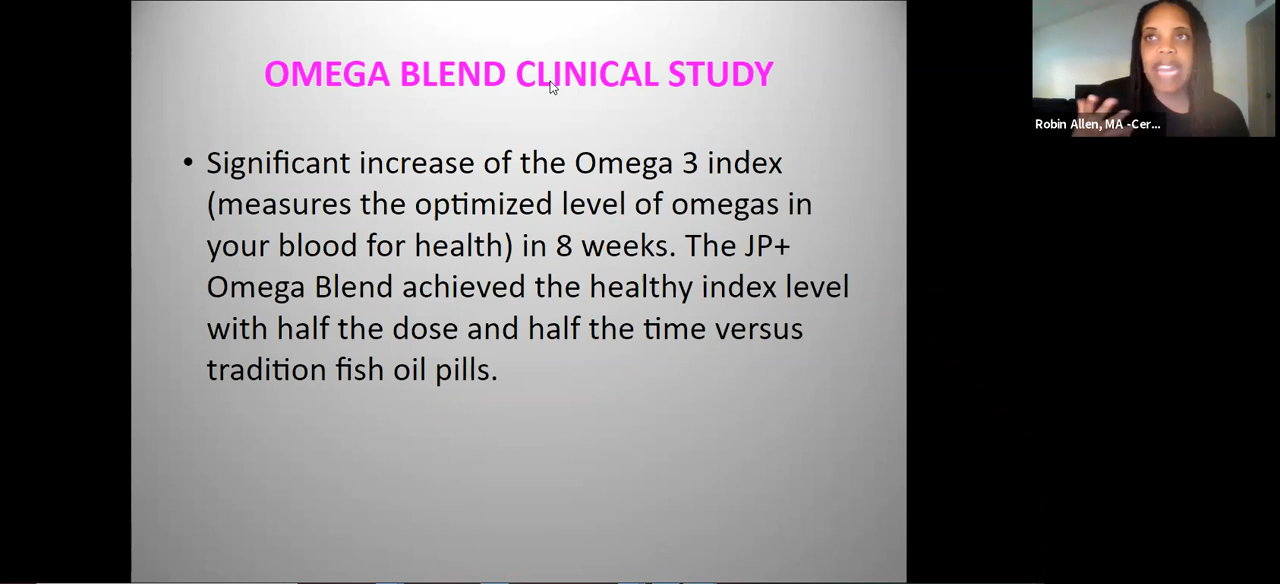 OMEGA BLEND CLINICAL STUDY
• Significant increase of the Omega 3 index
(measures the optimized level of omegas in
your blood for health) in 8 weeks. The JP+
Omega Blend achieved the healthy index level
with half the dose and half the time versus
tradition fish oil pills.
Robin Allen, MA -Cer...